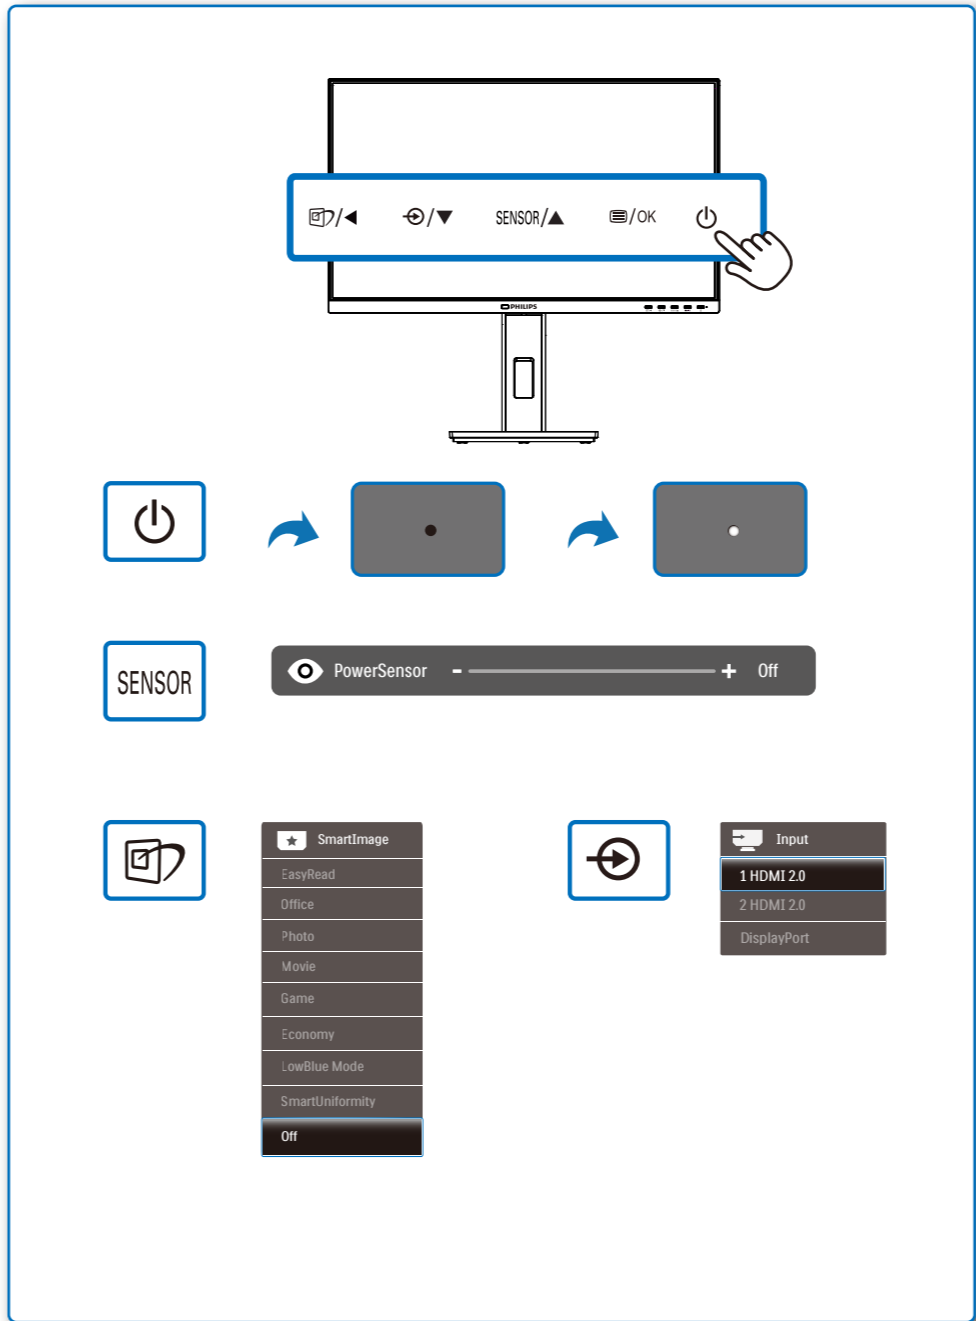 /◀ /▼ SENSOR/▲ /OK
PHILIPS
SENSOR
PowerSensor - + Off
SmartImage
EasyRead
Office
Photo
Movie
Game
Economy
LowBlue Mode
SmartUniformity
Off
Input
1 HDMI 2.0
2 HDMI 2.0
DisplayPort